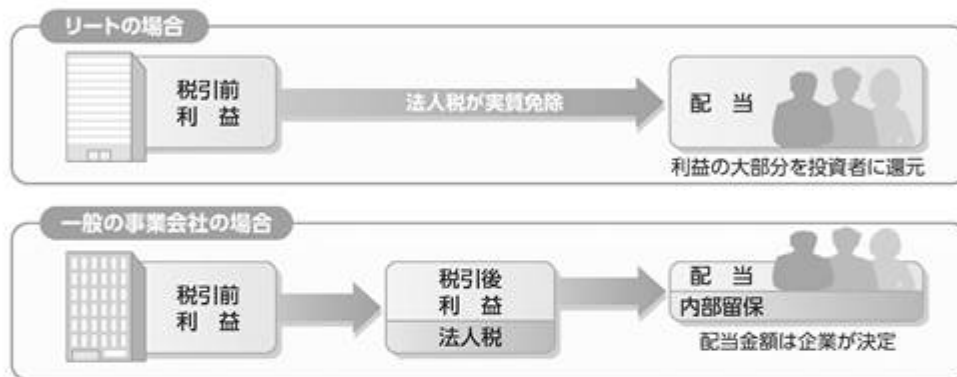 リートの場合
税引前
利 益
法人税が実質免除
配 当
利益の大部分を投資者に還元
一般の事業会社の場合
税引前
利 益
税引後
利 益
法人税
配 当
内部留保
配当金額は企業が決定